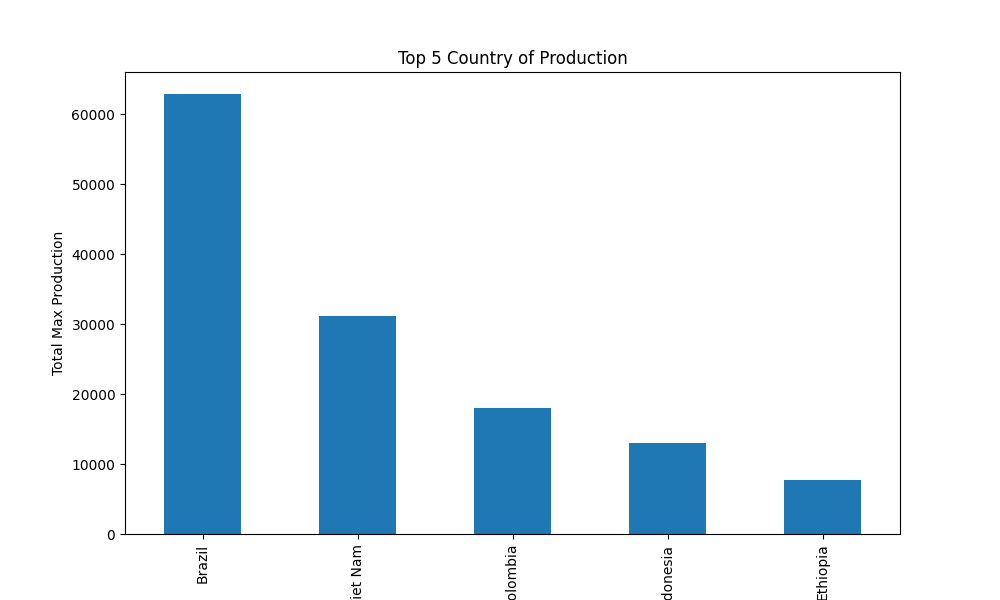 Top 5 Country of Production
Total Max Production
60000
50000
40000
30000
20000
10000
0
Brazil
iet Nam
olombia
donesia
Ethiopia